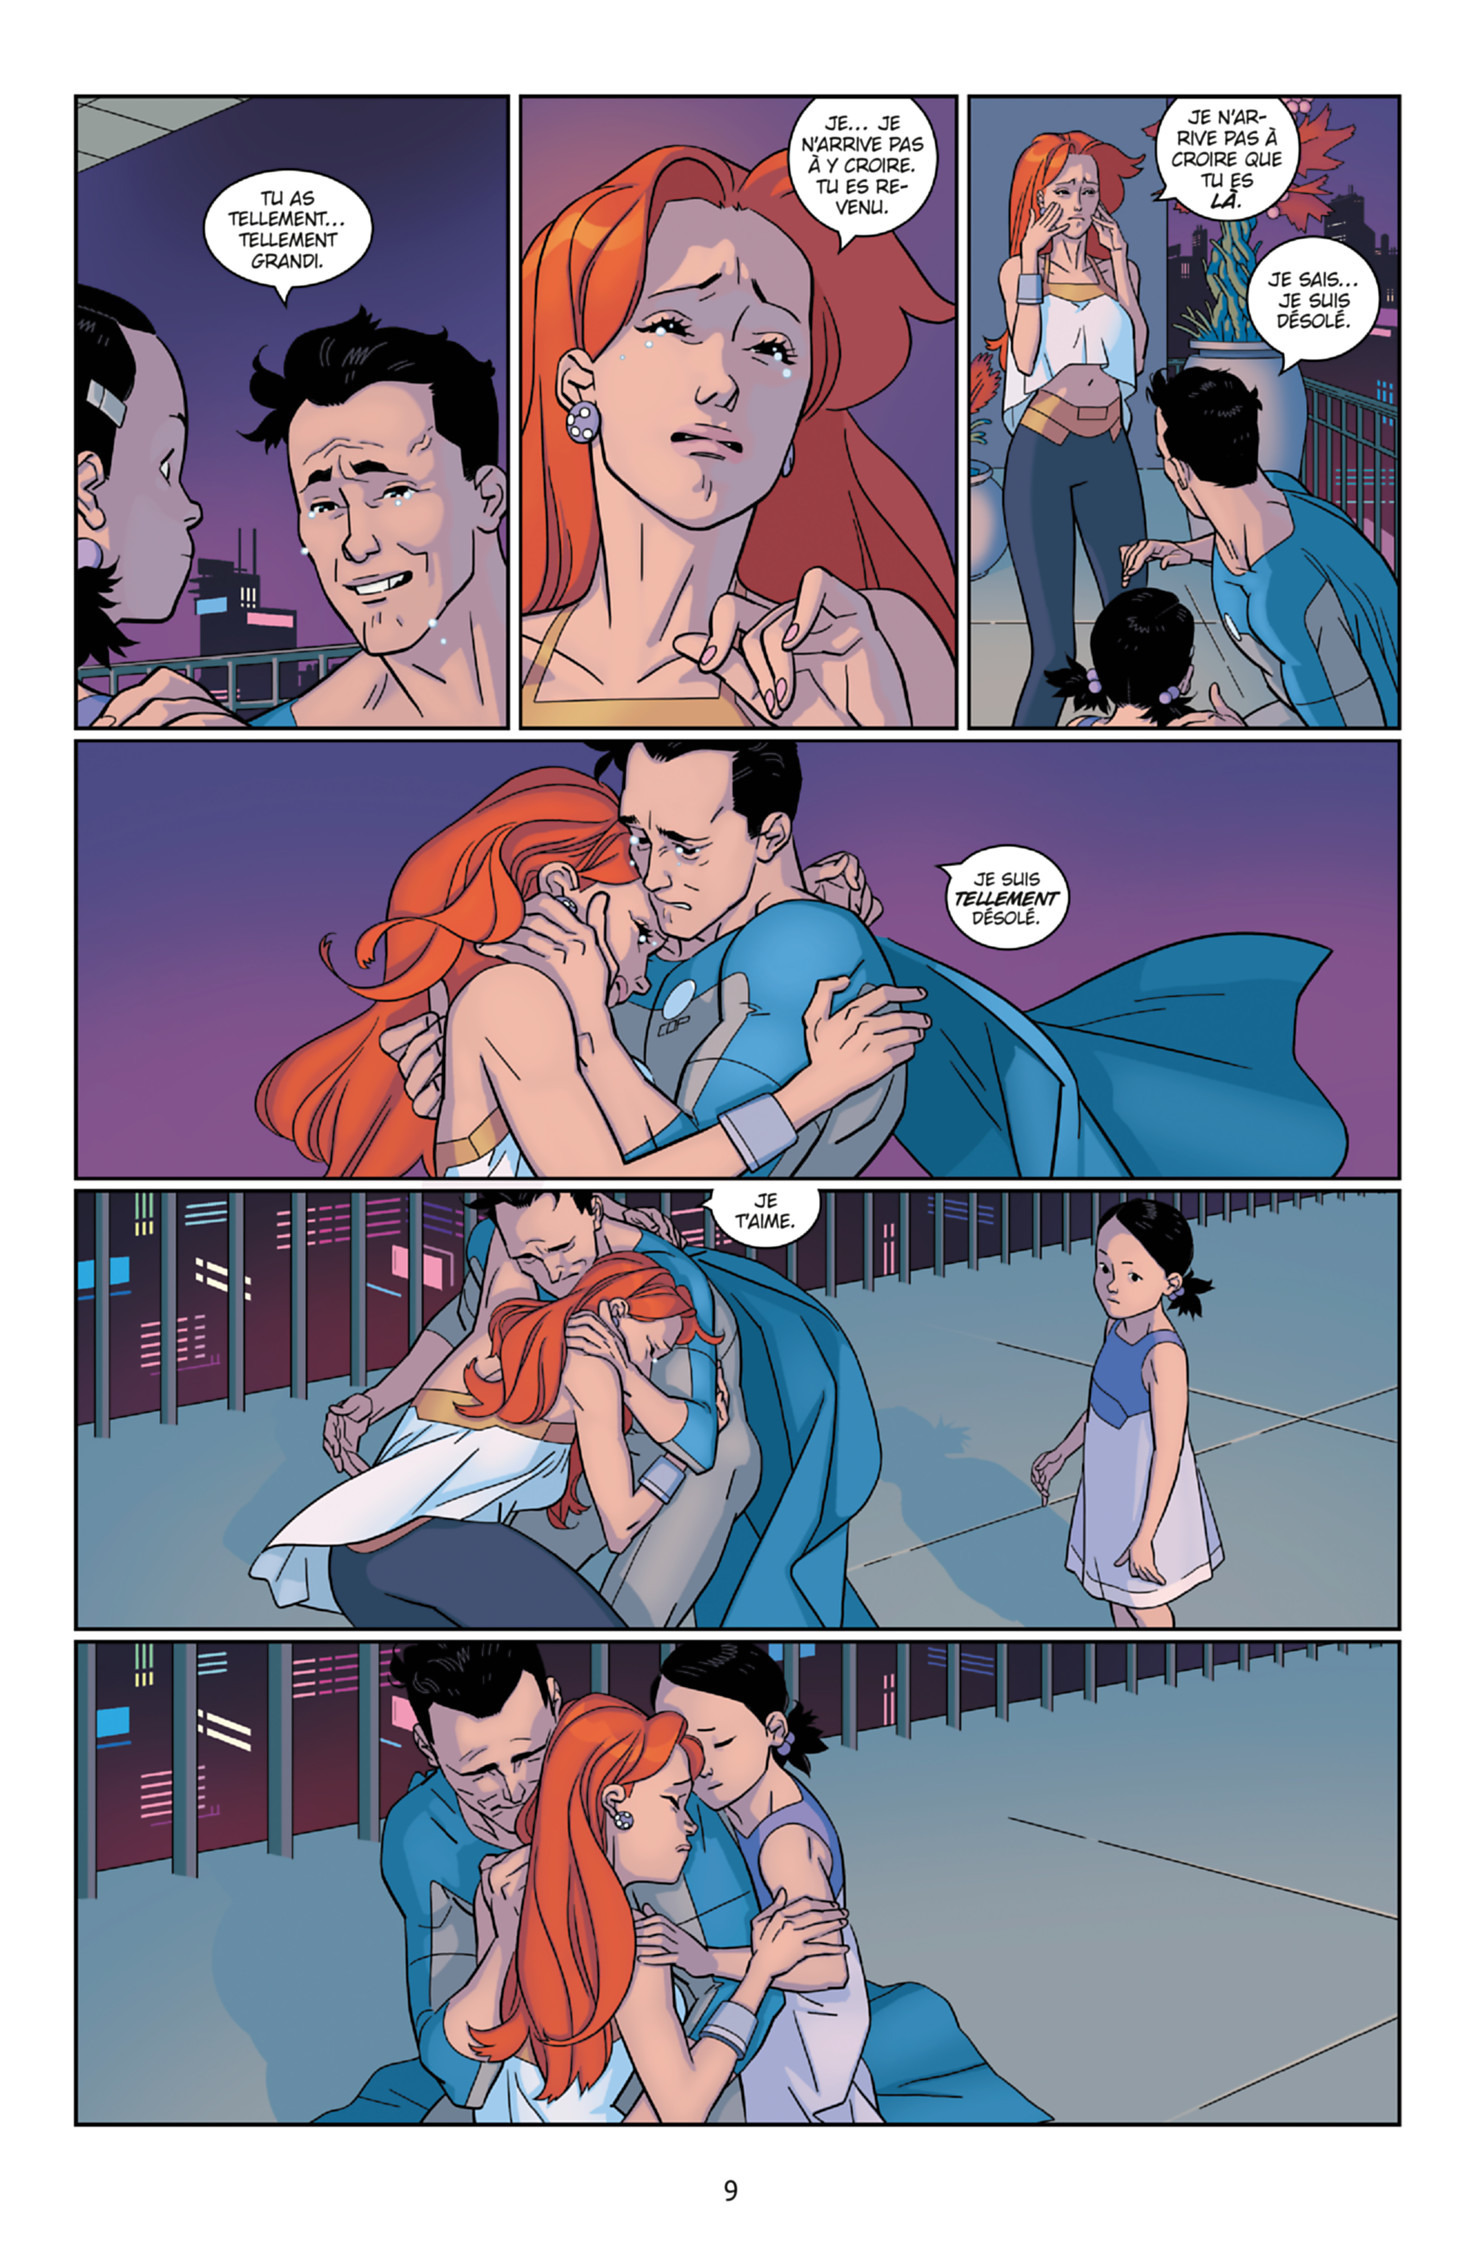 TU AS
TELLEMENT...
TELLEMENT
GRANDI.
JE... JE
N'ARRIVE PAS
À Y CROIRE.
TU ES RE-
VENU.
JE N'AR-
RIVE PAS À
CROIRE QUE
TU ES
LÀ.
JE SAIS...
JE SUIS
DÉSOLÉ.
JE SUIS
TELLEMENT
DÉSOLÉ.
JE
T'AIME.
9